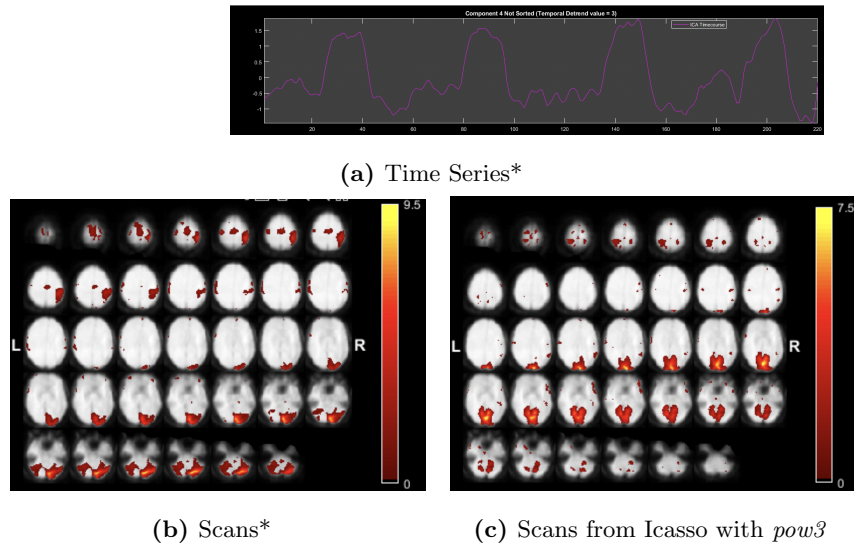 Component 4 Not Sorted (Temporal Detrend value = 3)
ICA Timecourse
1.5
1
0.5
0
-0.5
-1
20 40 60 80 100 120 140 160 180 200 220
(a) Time Series*
9.5
L
R
0
7.5
L
R
0
(b) Scans*
(c) Scans from Icasso with pow3